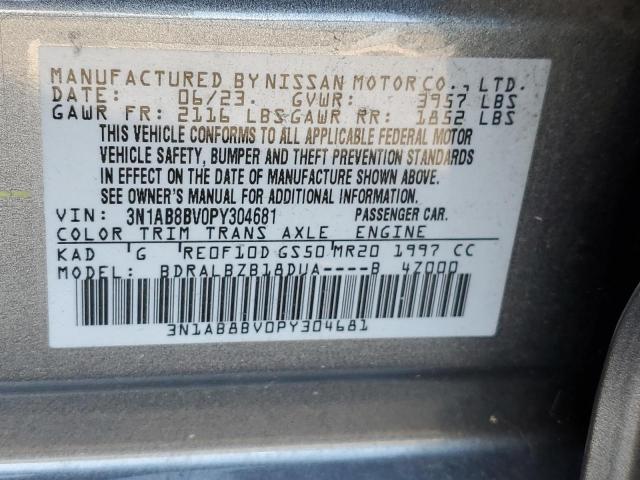 MANUFACTURED BY NISSAN MOTOR CO., LTD.
DATE: 06/23. GVWR: 3957 LBS
GAWR FR: 2116 LBS GAWR RR: 1852 LBS
THIS VEHICLE CONFORMS TO ALL APPLICABLE FEDERAL MOTOR
VEHICLE SAFETY, BUMPER AND THEFT PREVENTION STANDARDS
IN EFFECT ON THE DATE OF MANUFACTURE SHOWN ABOVE.
SEE OWNER'S MANUAL FOR ADDITIONAL INFORMATION.
VIN: 3N1AB8BV0PY304681 PASSENGER CAR.
COLOR TRIM TRANS AXLE ENGINE
KAD G RE0F10D GS50 MR20 1997 CC
MODEL: BDRALBZB18DUA----B 4Z000
3N1AB8BV0PY304681